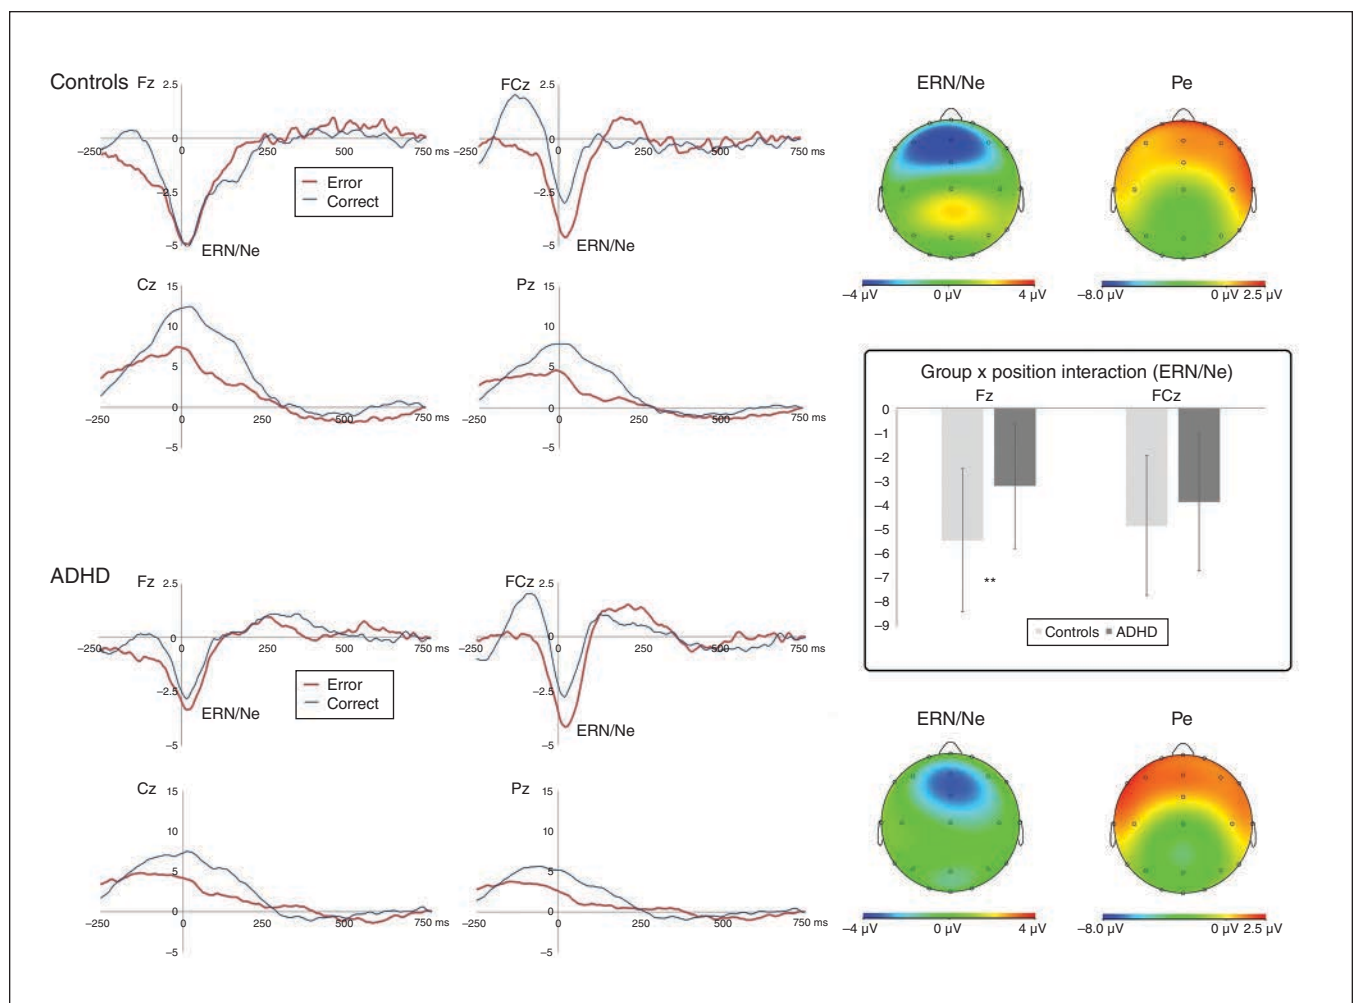 Controls
Fz
2.5
0
−250
0
250
500
750 ms
−2.5
−5
Error
Correct
ERN/Ne
FCz
2.5
0
−250
0
250
500
750 ms
−2.5
−5
ERN/Ne
Cz
15
10
5
0
−250
0
250
500
750 ms
−5
Pz
15
10
5
0
−250
0
250
500
750 ms
−5
ERN/Ne
−4 µV 0 µV 4 µV
Pe
−8.0 µV 0 µV 2.5 µV
Group x position interaction (ERN/Ne)
Fz FCz
0
−1
−2
−3
−4
−5
−6
−7
−8
−9
**
Controls ADHD
ADHD
Fz
2.5
0
−250
0
250
500
750 ms
−2.5
−5
Error
Correct
ERN/Ne
FCz
2.5
0
−250
0
250
500
750 ms
−2.5
−5
ERN/Ne
Cz
15
10
5
0
−250
0
250
500
750 ms
−5
Pz
15
10
5
0
−250
0
250
500
750 ms
−5
ERN/Ne
−4 µV 0 µV 4 µV
Pe
−8.0 µV 0 µV 2.5 µV